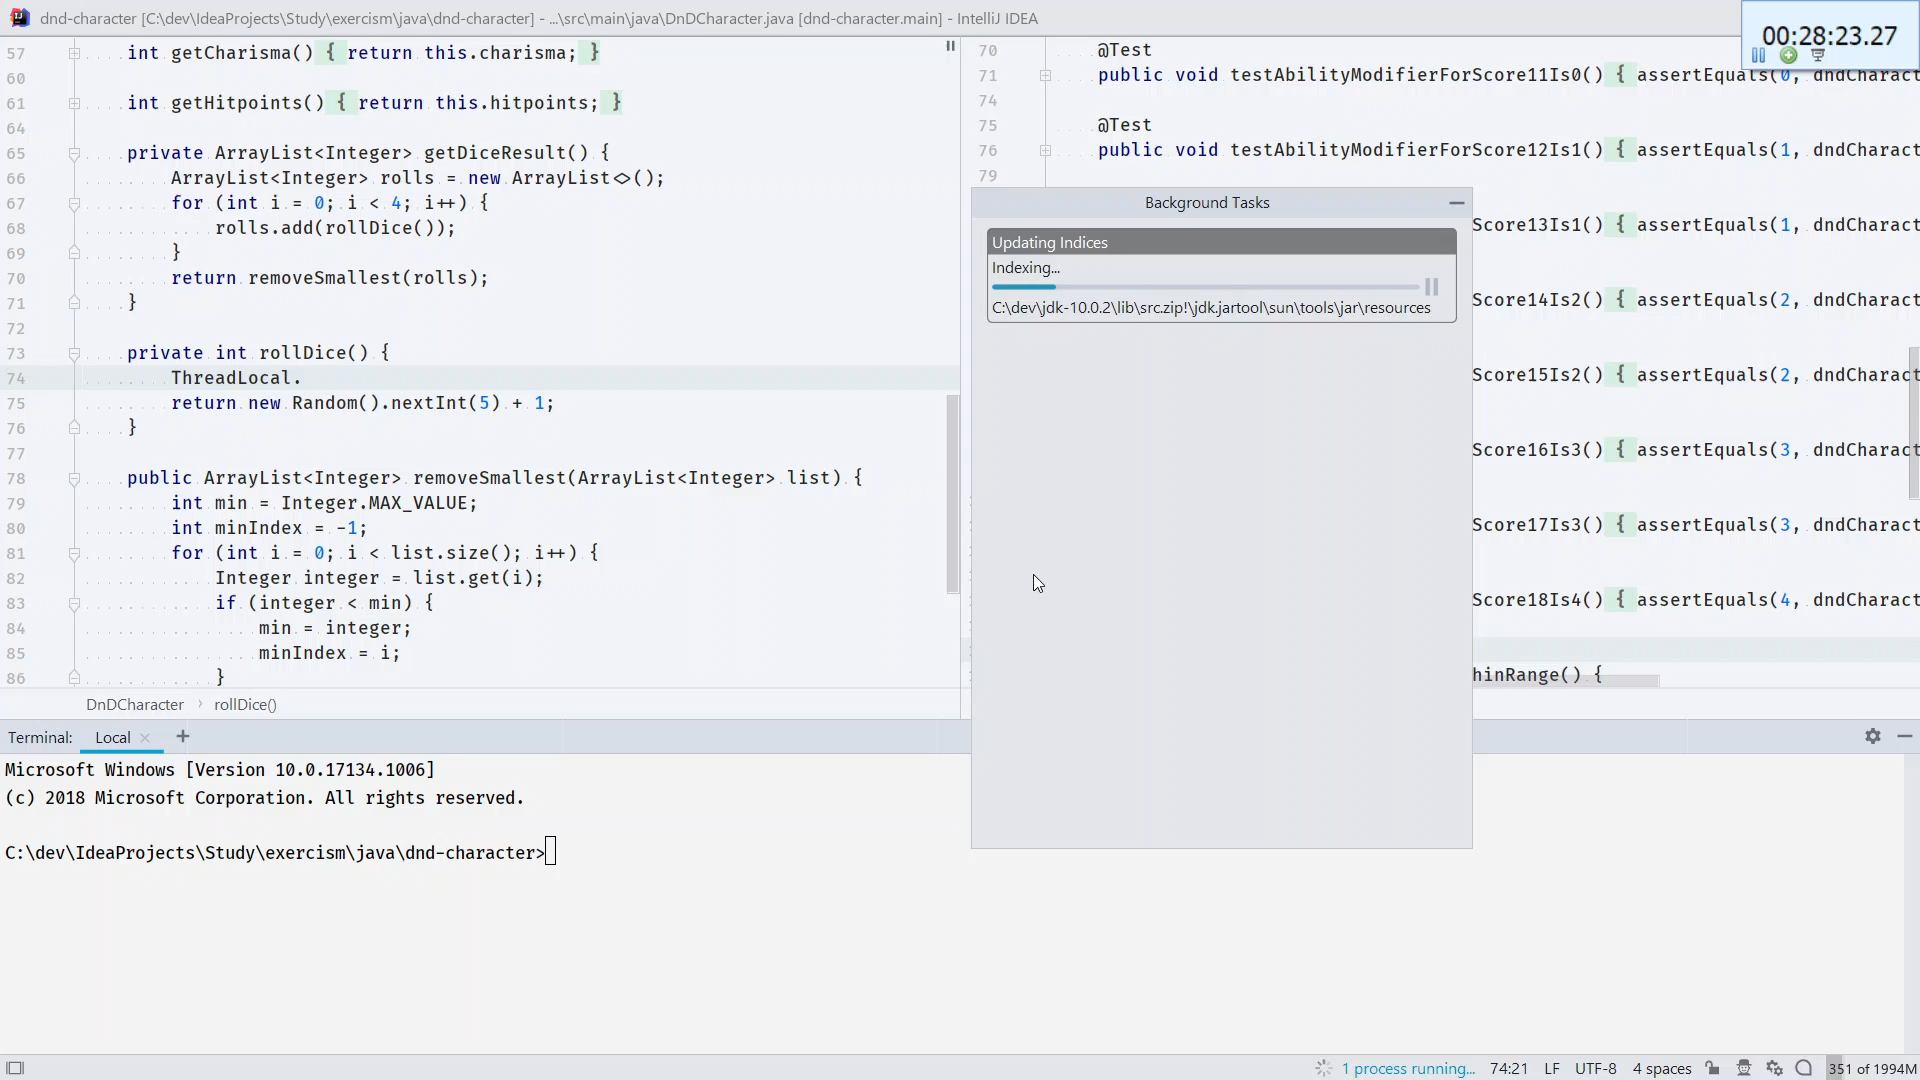 dnd-character [C:\dev\IdeaProjects\Study\exercism\java\dnd-character] - ...\src\main\java\DnDCharacter.java [dnd-character.main] - IntelliJ IDEA
00:28:23.27
57 int getCharisma() { return this.charisma; }
60
61 int getHitpoints() { return this.hitpoints; }
64
65 private ArrayList<Integer> getDiceResult() {
66 ArrayList<Integer> rolls = new ArrayList<>();
67 for (int i = 0; i < 4; i++) {
68 rolls.add(rollDice());
69 }
70 return removeSmallest(rolls);
71 }
72
73 private int rollDice() {
74 ThreadLocal.
75 return new Random().nextInt(5) + 1;
76 }
77
78 public ArrayList<Integer> removeSmallest(ArrayList<Integer> list) {
79 int min = Integer.MAX_VALUE;
80 int minIndex = -1;
81 for (int i = 0; i < list.size(); i++) {
82 Integer integer = list.get(i);
83 if (integer < min) {
84 min = integer;
85 minIndex = i;
86 }
DnDCharacter › rollDice()
70 @Test
71 public void testAbilityModifierForScore11Is0() { assertEquals(0, dndCharact
74
75 @Test
76 public void testAbilityModifierForScore12Is1() { assertEquals(1, dndCharact
79
Score13Is1() { assertEquals(1, dndCharact
Score14Is2() { assertEquals(2, dndCharact
Score15Is2() { assertEquals(2, dndCharact
Score16Is3() { assertEquals(3, dndCharact
Score17Is3() { assertEquals(3, dndCharact
Score18Is4() { assertEquals(4, dndCharact
hinRange() {
Background Tasks
Updating Indices
Indexing...
C:\dev\jdk-10.0.2\lib\src.zip!\jdk.jartool\sun\tools\jar\resources
Terminal: Local × +
Microsoft Windows [Version 10.0.17134.1006]
(c) 2018 Microsoft Corporation. All rights reserved.
C:\dev\IdeaProjects\Study\exercism\java\dnd-character>
1 process running... 74:21 LF UTF-8 4 spaces 351 of 1994M